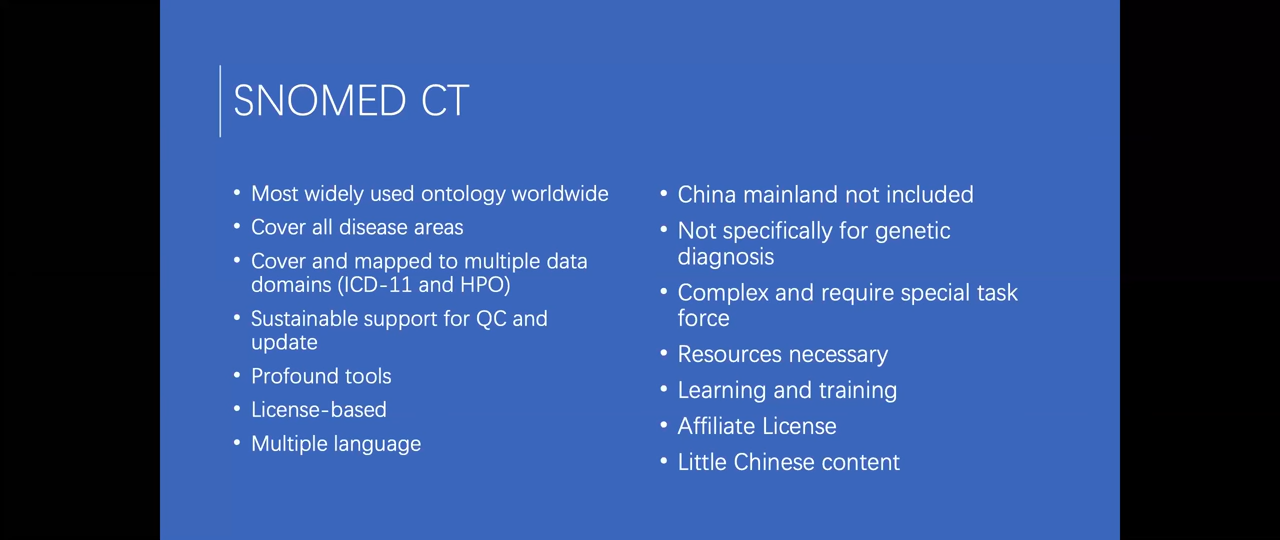 SNOMED CT
• Most widely used ontology worldwide
• Cover all disease areas
• Cover and mapped to multiple data
domains (ICD-11 and HPO)
• Sustainable support for QC and
update
• Profound tools
• License-based
• Multiple language
• China mainland not included
• Not specifically for genetic
diagnosis
• Complex and require special task
force
• Resources necessary
• Learning and training
• Affiliate License
• Little Chinese content